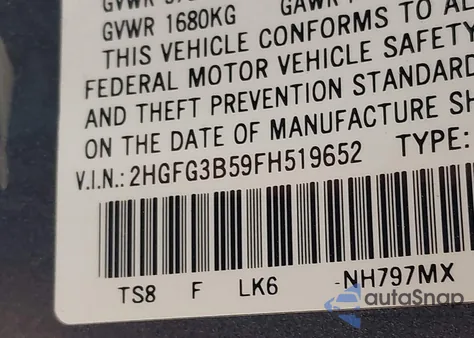 GVWR 1680KG GAWR
THIS VEHICLE CONFORMS TO
FEDERAL MOTOR VEHICLE SAFETY
AND THEFT PREVENTION STANDARD
ON THE DATE OF MANUFACTURE
V.I.N.: 2HGFG3B59FH519652 TYPE:
TS8 F LK6 -NH797MX
autoSnap